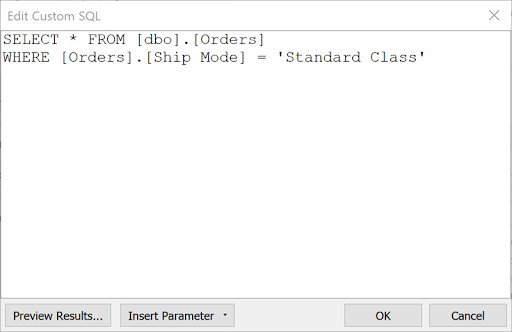 Edit Custom SQL
SELECT * FROM [dbo].[Orders]
WHERE [Orders].[Ship Mode] = 'Standard Class'
Preview Results...
Insert Parameter
OK
Cancel